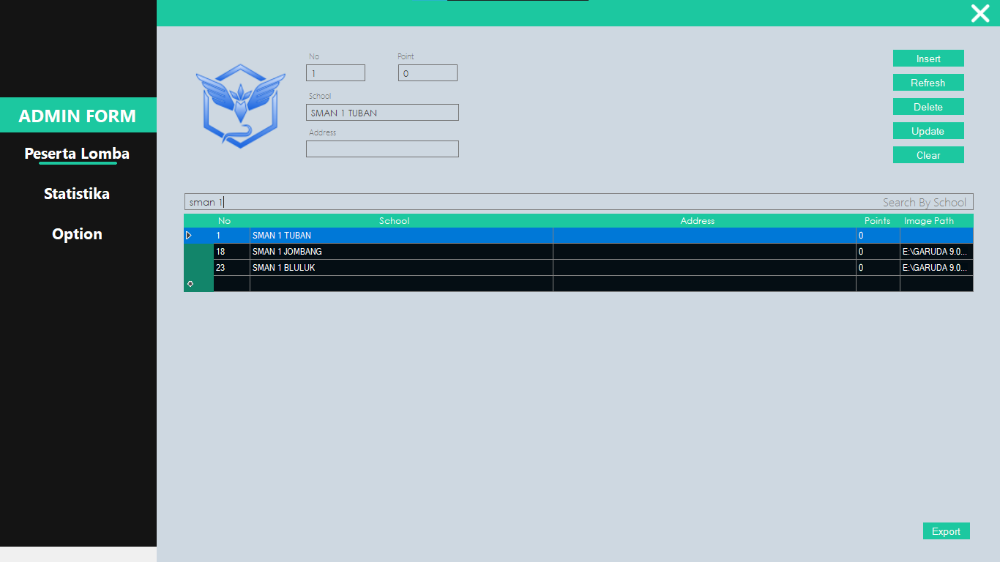 ADMIN FORM
Peserta Lomba
Statistika
Option
No Point
1 0
School
SMAN 1 TUBAN
Address
Insert
Refresh
Delete
Update
Clear
sman 1 Search By School
No School Address Points Image Path
1 SMAN 1 TUBAN 0
18 SMAN 1 JOMBANG 0 E:\GARUDA 9.0...
23 SMAN 1 BLULUK 0 E:\GARUDA 9.0...
Export